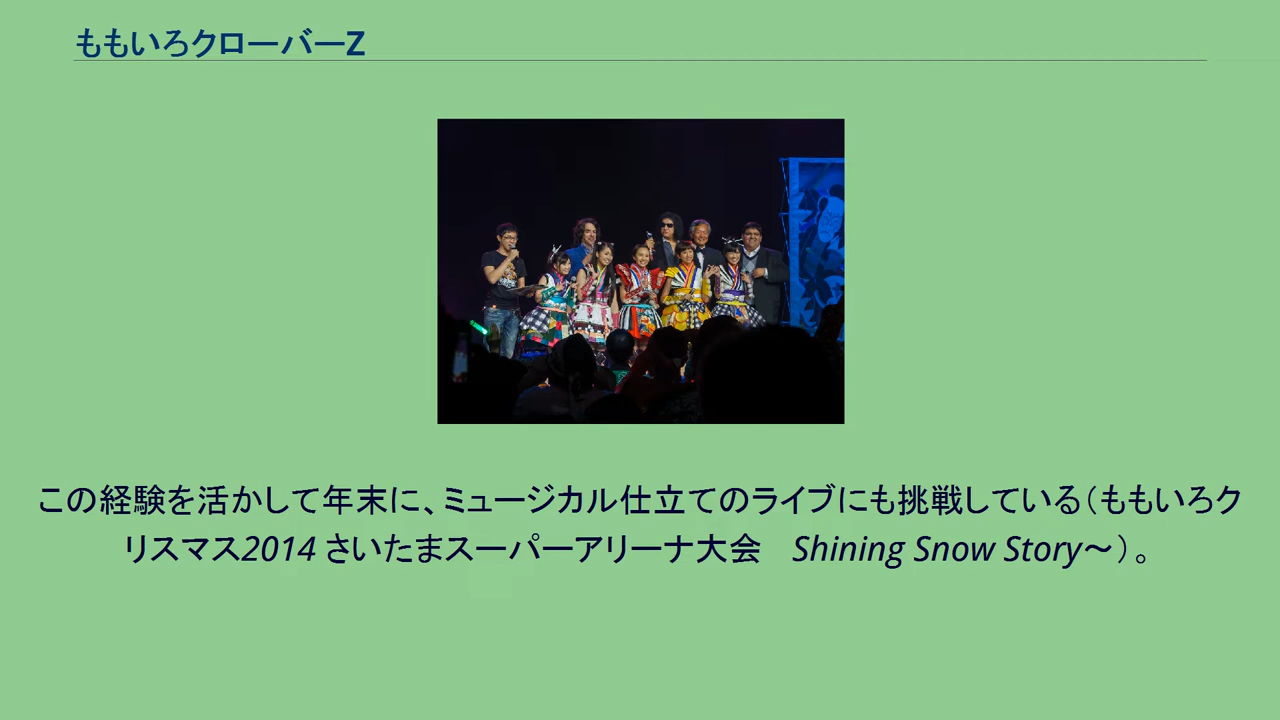 ももいろクローバーZ
この経験を活かして年末に、ミュージカル仕立てのライブにも挑戦している（ももいろク
リスマス2014 さいたまスーパーアリーナ大会　Shining Snow Story〜）。